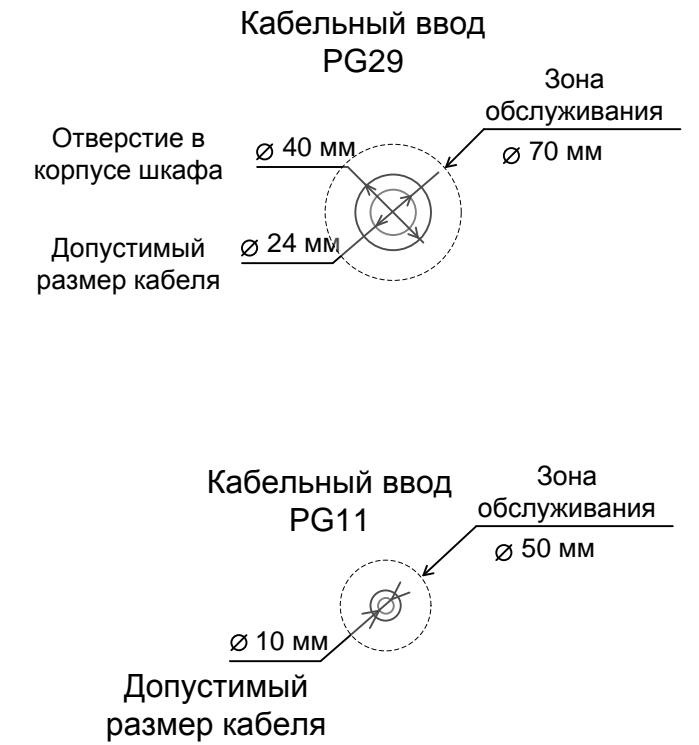 Кабельный ввод
PG29
Зона
обслуживания
⌀ 70 мм
Отверстие в
корпусе шкафа
⌀ 40 мм
Допустимый
размер кабеля
⌀ 24 мм
Кабельный ввод
PG11
Зона
обслуживания
⌀ 50 мм
⌀ 10 мм
Допустимый
размер кабеля